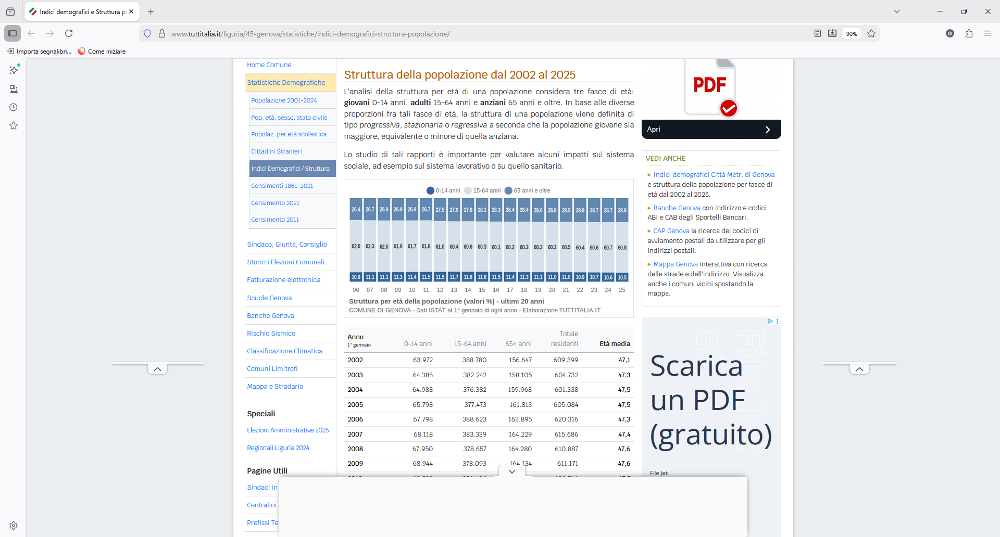 Indici demografici e Struttura po
www.tuttitalia.it/liguria/45-genova/statistiche/indici-demografici-struttura-popolazione/
90%
G
Importa segnalibri...
Come iniziare
Home Comune
Statistiche Demografiche
Popolazione 2001-2024
Pop. età, sesso, stato civile
Popolaz. per età scolastica
Cittadini Stranieri
Indici Demografici / Struttura
Censimenti 1861-2021
Censimento 2021
Censimento 2011
Sindaco, Giunta, Consiglio
Storico Elezioni Comunali
Fatturazione elettronica
Scuole Genova
Banche Genova
Rischio Sismico
Classificazione Climatica
Comuni Limitrofi
Mappa e Stradario
Speciali
Elezioni Amministrative 2025
Regionali Liguria 2024
Pagine Utili
Sindaci in
Centralini
Prefissi Te
Struttura della popolazione dal 2002 al 2025
L'analisi della struttura per età di una popolazione considera tre fasce di età:
giovani 0-14 anni, adulti 15-64 anni e anziani 65 anni e oltre. In base alle diverse
proporzioni fra tali fasce di età, la struttura di una popolazione viene definita di
tipo progressiva, stazionaria o regressiva a seconda che la popolazione giovane sia
maggiore, equivalente o minore di quella anziana.
Lo studio di tali rapporti è importante per valutare alcuni impatti sul sistema
sociale, ad esempio sul sistema lavorativo o su quello sanitario.
0-14 anni 15-64 anni 65 anni e oltre
26.4 26.7 26.9 26.9 26.9 26.7 27.5 27.9 27.8 28.1 28.3 28.4 28.4 28.6 28.8 28.5 28.8 28.7 28.7 28.8
62.6 62.3 62.0 61.9 61.7 61.8 61.0 60.4 60.6 60.3 60.1 60.2 60.3 60.3 60.3 60.5 60.4 60.6 60.7 60.8
10.9 11.1 11.1 11.3 11.4 11.5 11.5 11.7 11.6 11.6 11.5 11.4 11.3 11.1 11.0 11.0 10.9 10.7 10.6 10.5
06 07 08 09 10 11 12 13 14 15 16 17 18 19 20 21 22 23 24 25
Struttura per età della popolazione (valori %) - ultimi 20 anni
COMUNE DI GENOVA - Dati ISTAT al 1° gennaio di ogni anno - Elaborazione TUTTITALIA.IT
Anno 1° gennaio 0-14 anni 15-64 anni 65+ anni Totale residenti Età media
2002 63.972 388.780 156.647 609.399 47,1
2003 64.385 382.242 158.105 604.732 47,3
2004 64.988 376.382 159.968 601.338 47,5
2005 65.798 377.473 161.813 605.084 47,5
2006 67.798 388.623 163.895 620.316 47,3
2007 68.118 383.339 164.229 615.686 47,4
2008 67.950 378.657 164.280 610.887 47,6
2009 68.944 378.093 164.134 611.171 47,6
PDF
Apri
VEDI ANCHE
Indici demografici Città Metr. di Genova
e struttura della popolazione per fasce di
età dal 2002 al 2025.
Banche Genova con indirizzo e codici
ABI e CAB degli Sportelli Bancari.
CAP Genova la ricerca dei codici di
avviamento postali da utilizzare per gli
indirizzi postali.
Mappa Genova interattiva con ricerca
delle strade e dell'indirizzo. Visualizza
anche i comuni vicini spostando la
mappa.
File Jet
Scarica
un PDF
(gratuito)
File Jet